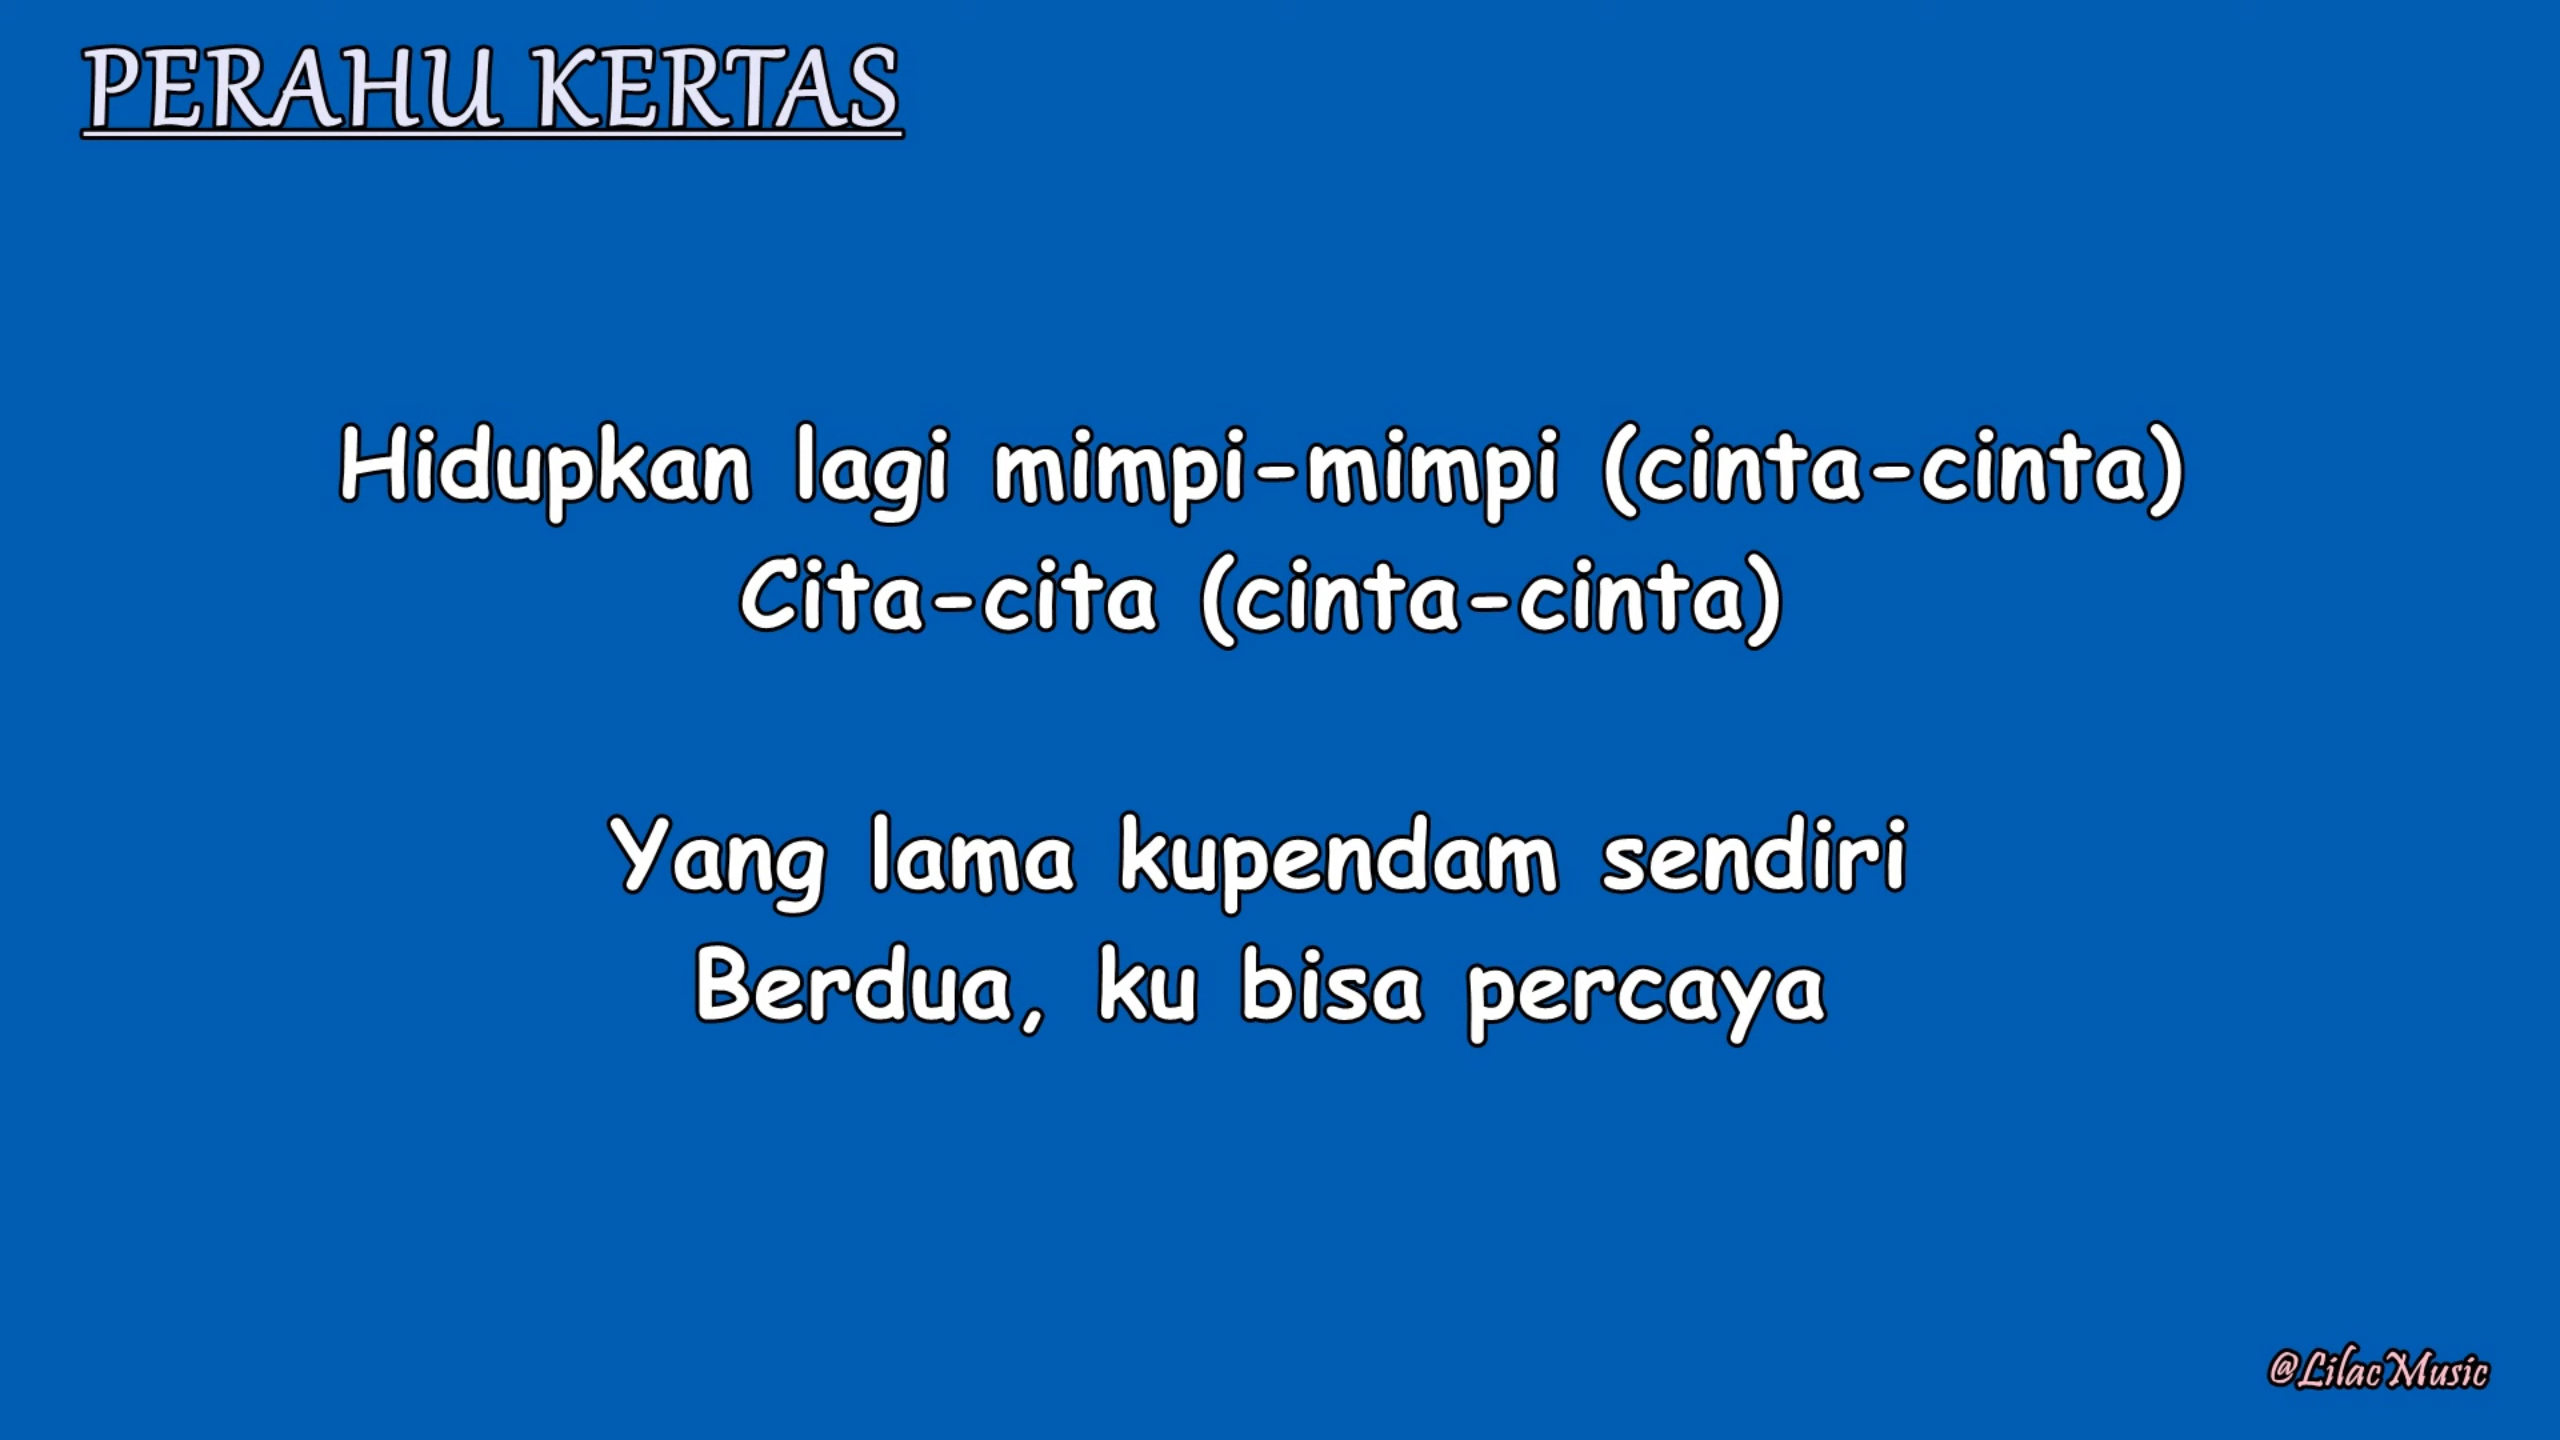 PERAHU KERTAS
Hidupkan lagi mimpi-mimpi (cinta-cinta)
Cita-cita (cinta-cinta)
Yang lama kupendam sendiri
Berdua, ku bisa percaya
@LilacMusic